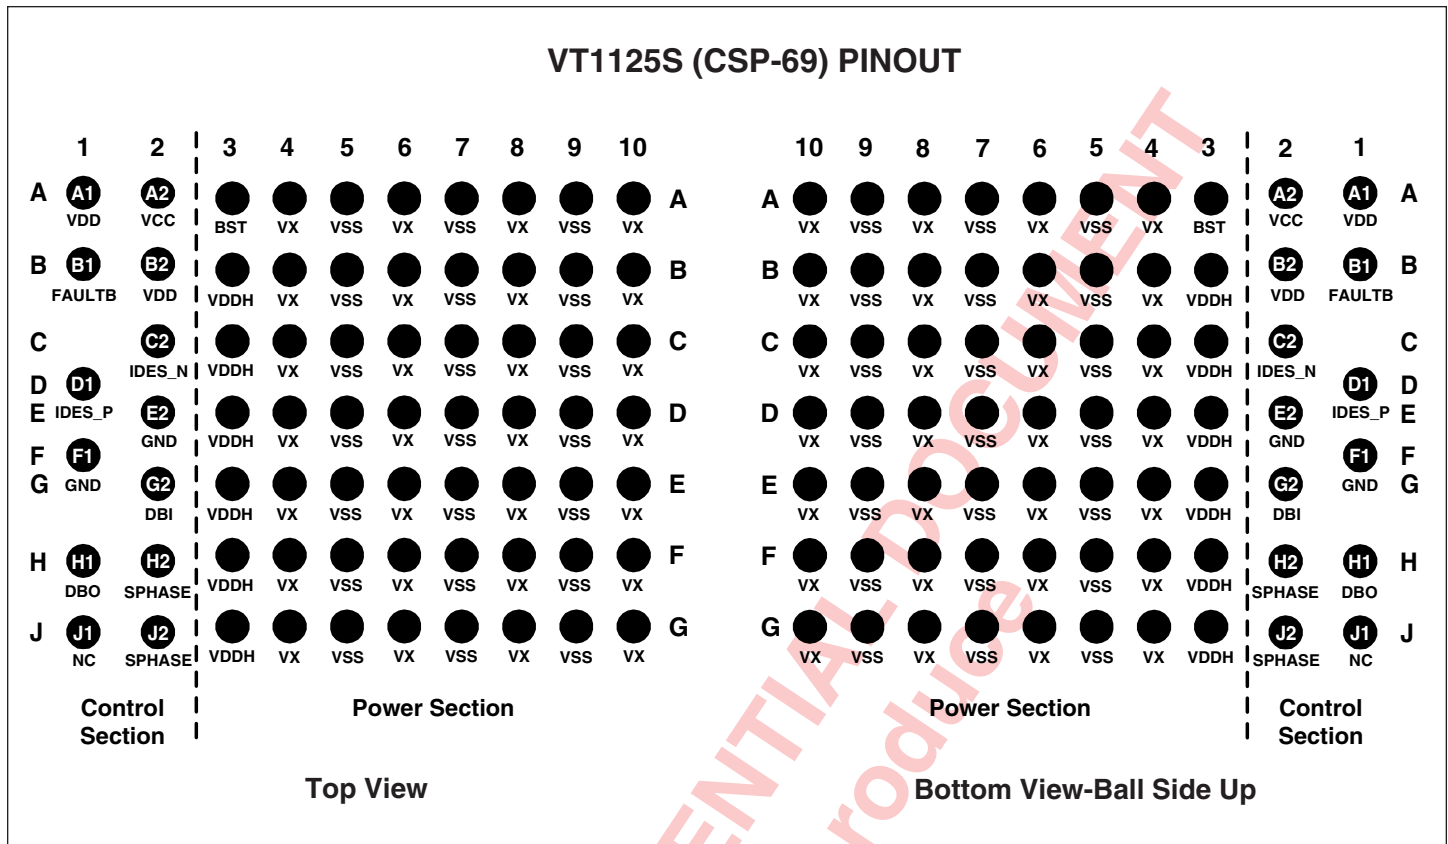 VT1125S (CSP-69) PINOUT
1 2 3 4 5 6 7 8 9 10 10 9 8 7 6 5 4 3 2 1
A A1 A2 A A A2 A1 A
VDD VCC BST VX VSS VX VSS VX VSS VX VX VSS VX VSS VX VSS VX BST VCC VDD
B B1 B2 B B B2 B1 B
FAULTB VDD VDDH VX VSS VX VSS VX VSS VX VX VSS VX VSS VX VSS VX VDDH VDD FAULTB
C C2 C C C2 C
IDES_N VDDH VX VSS VX VSS VX VSS VX VX VSS VX VSS VX VSS VX VDDH IDES_N
D D1 D1 D
E IDES_P E2 D D E2 IDES_P E
GND VDDH VX VSS VX VSS VX VSS VX VX VSS VX VSS VX VSS VX VDDH GND
F F1 F1 F
G GND G2 E E G2 GND G
DBI VDDH VX VSS VX VSS VX VSS VX VX VSS VX VSS VX VSS VX VDDH DBI
H H1 H2 F F H2 H1 H
DBO SPHASE VDDH VX VSS VX VSS VX VSS VX VX VSS VX VSS VX VSS VX VDDH SPHASE DBO
J J1 J2 G G J2 J1 J
NC SPHASE VDDH VX VSS VX VSS VX VSS VX VX VSS VX VSS VX VSS VX VDDH SPHASE NC
Control Section
Power Section
Power Section
Control Section
Top View
Bottom View-Ball Side Up
DOCUMENT